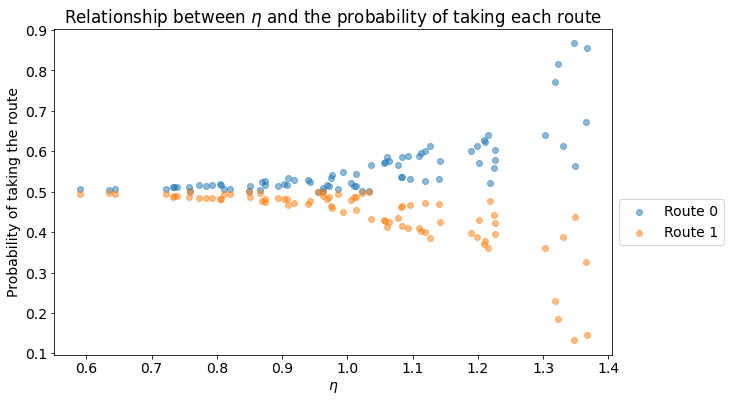 Relationship between η and the probability of taking each route
Probability of taking the route
0.9
0.8
0.7
0.6
0.5
0.4
0.3
0.2
0.1
0.6 0.7 0.8 0.9 1.0 1.1 1.2 1.3 1.4
η
Route 0
Route 1